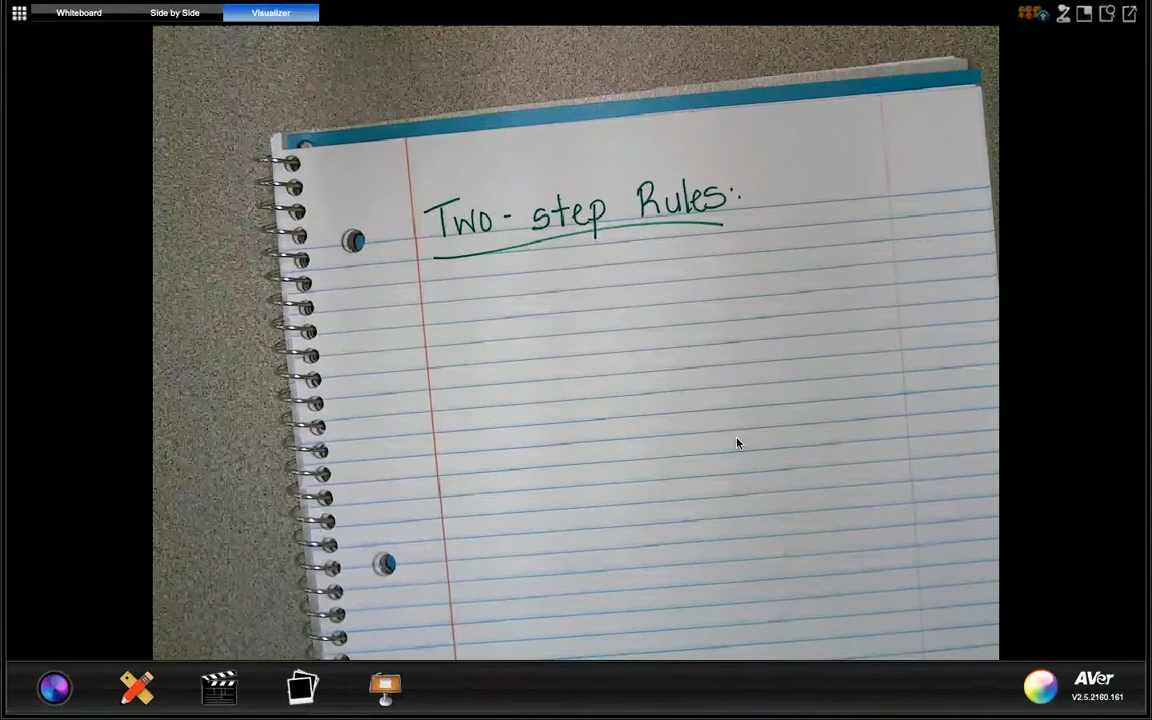 Whiteboard
Side by Side
Visualizer
Two-step Rules:
AVer
V2.5.2160.161